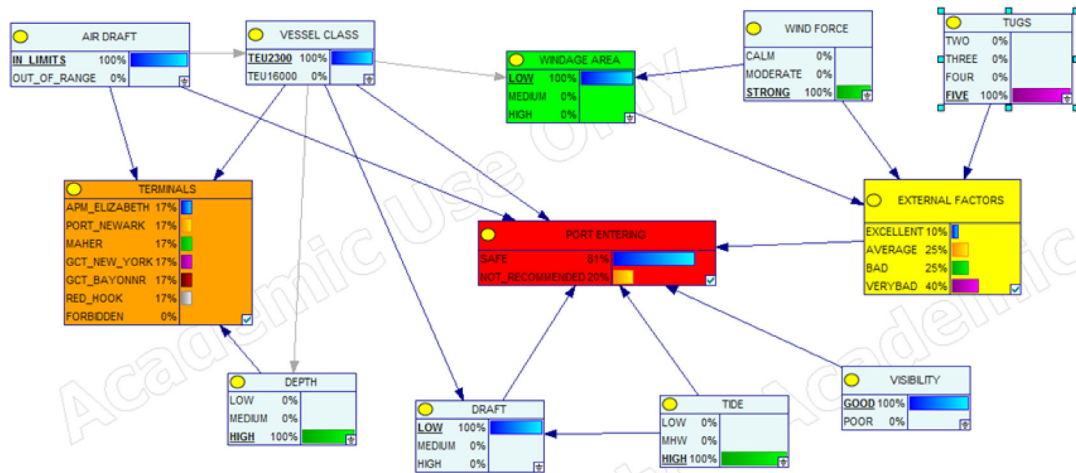 AIR DRAFT
IN_LIMITS 100%
OUT_OF_RANGE 0%
VESSEL CLASS
TEU2300 100%
TEU16000 0%
WINDAGE AREA
LOW 100%
MEDIUM 0%
HIGH 0%
WIND FORCE
CALM 0%
MODERATE 0%
STRONG 100%
TUGS
TWO 0%
THREE 0%
FOUR 0%
FIVE 100%
TERMINALS
APM_ELIZABETH 17%
PORT_NEWARK 17%
MAHER 17%
GCT_NEW_YORK 17%
GCT_BAYONNR 17%
RED_HOOK 17%
FORBIDDEN 0%
PORT ENTERING
SAFE 81%
NOT_RECOMMENDED 20%
EXTERNAL FACTORS
EXCELLENT 10%
AVERAGE 25%
BAD 25%
VERYBAD 40%
DEPTH
LOW 0%
MEDIUM 0%
HIGH 100%
DRAFT
LOW 100%
MEDIUM 0%
HIGH 0%
TIDE
LOW 0%
MHW 0%
HIGH 100%
VISIBILITY
GOOD 100%
POOR 0%
Academic Use Only
Academic